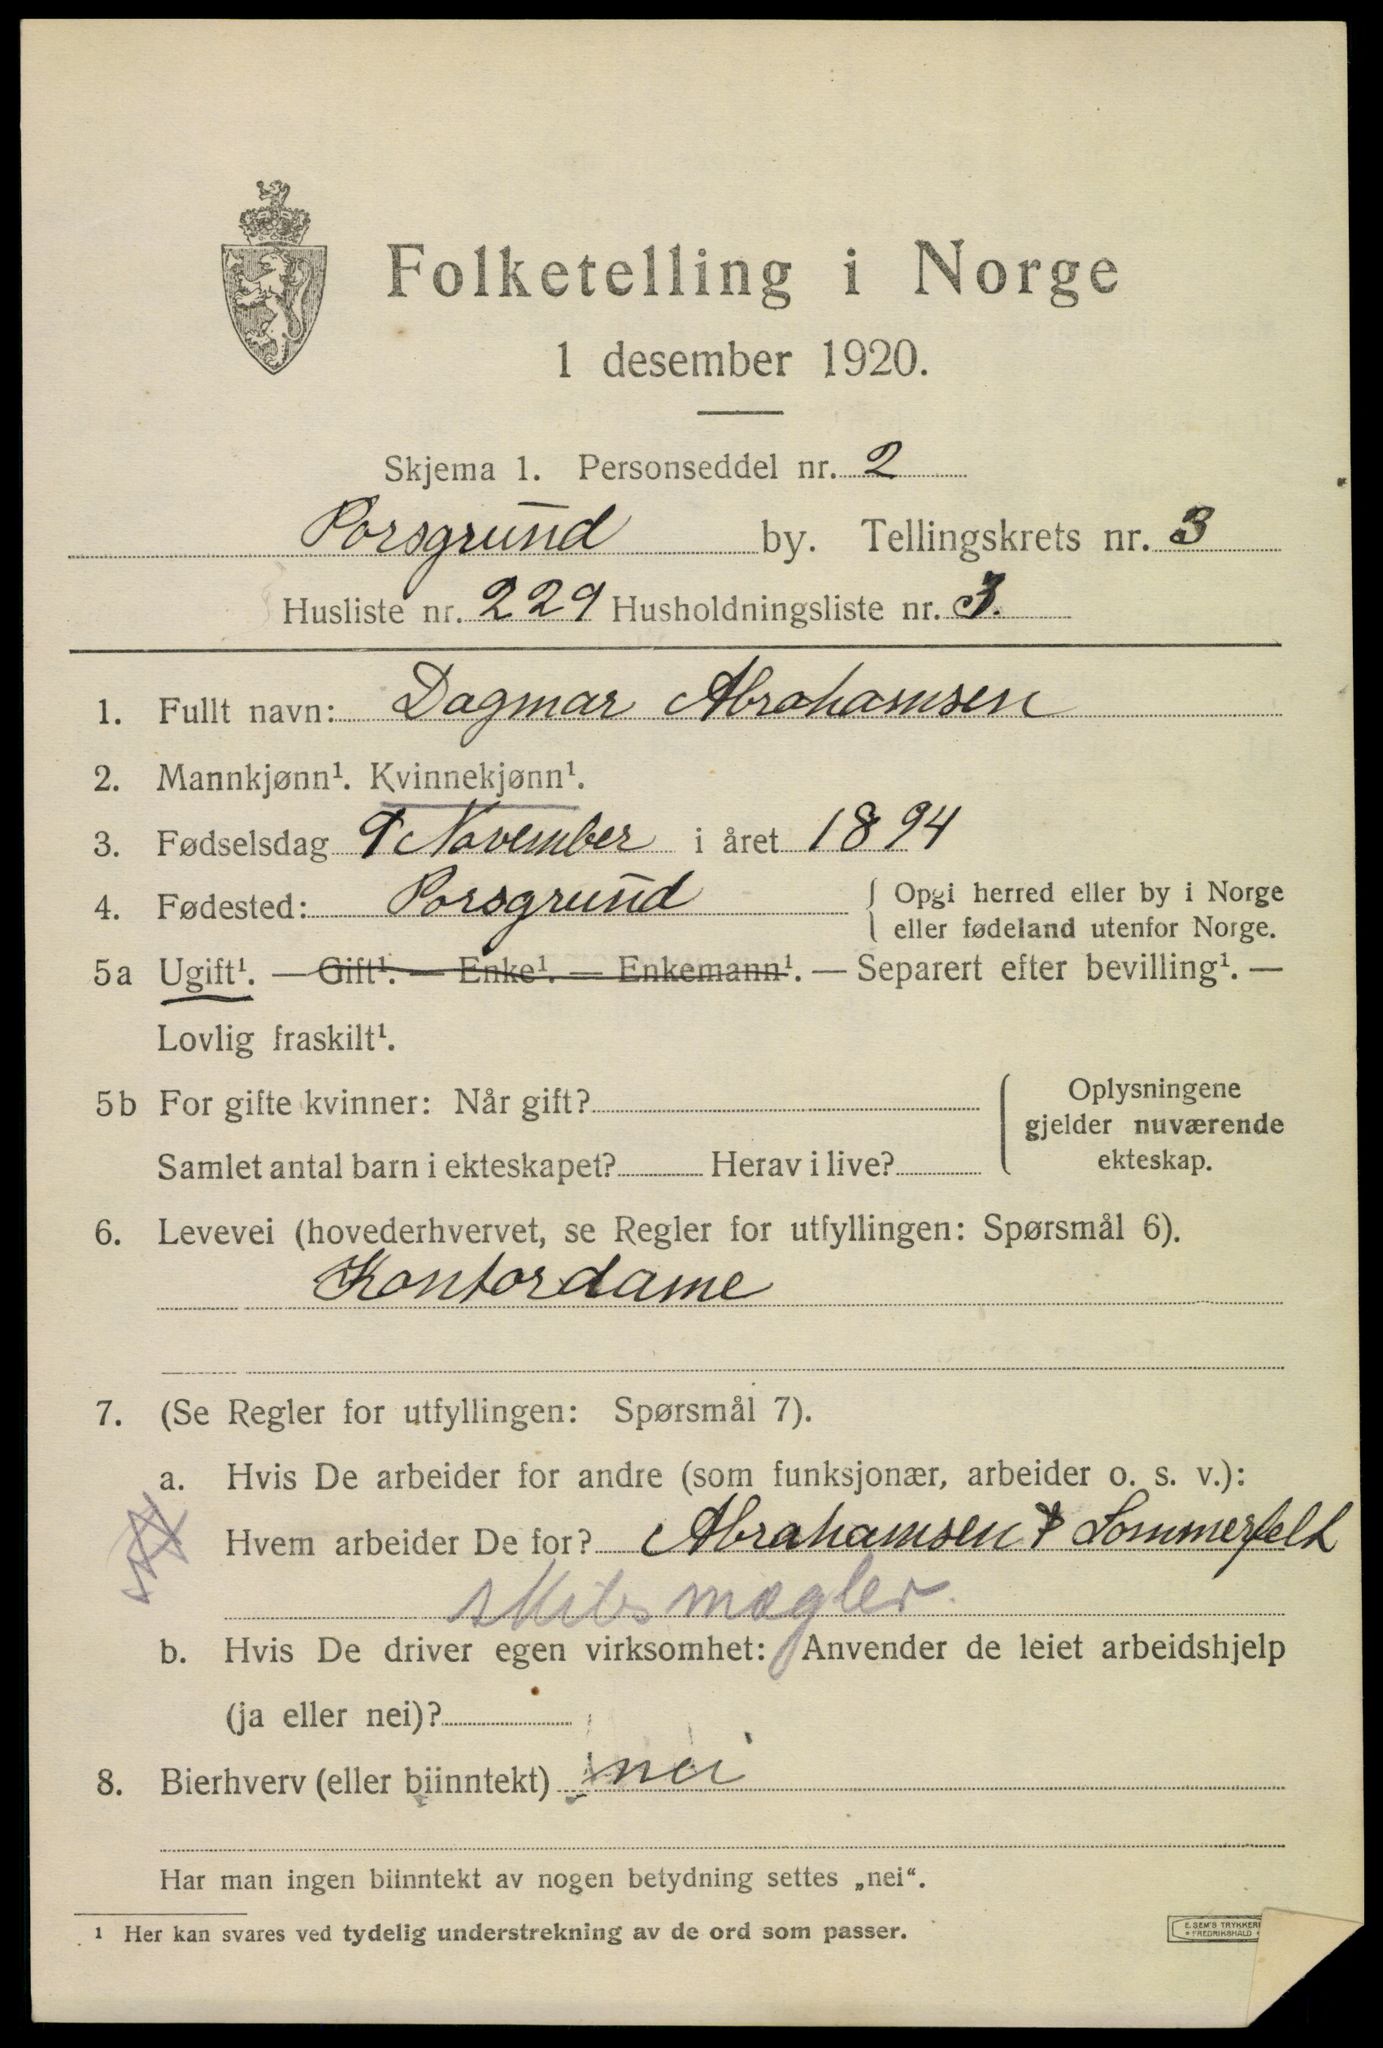 Folketelling i Norge
1 desember 1920.
Skjema 1. Personseddel nr. 2
Porsgrund by. Tellingskrets nr. 3
Husliste nr. 229 Husholdningsliste nr. 3.
1. Fullt navn: Dagmar Abrahamsen
2. Mannkjønn¹. Kvinnekjønn¹.
3. Fødselsdag 9 November i året 1894
4. Fødested: Porsgrund { Opgi herred eller by i Norge
eller fødeland utenfor Norge.
5a Ugift¹. — Gift¹. — Enke¹. — Enkemann¹. — Separert efter bevilling¹. —
Lovlig fraskilt¹.
5b For gifte kvinner: Når gift? { Oplysningene
gjelder nuværende
Samlet antal barn i ekteskapet? Herav i live? ekteskap.
6. Levevei (hovederhvervet, se Regler for utfyllingen: Spørsmål 6).
Kontordame
7. (Se Regler for utfyllingen: Spørsmål 7).
a. Hvis De arbeider for andre (som funksjonær, arbeider o. s. v.):
Hvem arbeider De for? Abrahamsen & Sommerfelt
skibsmægler.
b. Hvis De driver egen virksomhet: Anvender de leiet arbeidshjelp
(ja eller nei)?
8. Bierhverv (eller biinntekt) nei
Har man ingen biinntekt av nogen betydning settes „nei“.
¹ Her kan svares ved tydelig understrekning av de ord som passer.
E. SEM'S TRYKKERI
FREDRIKSHALD